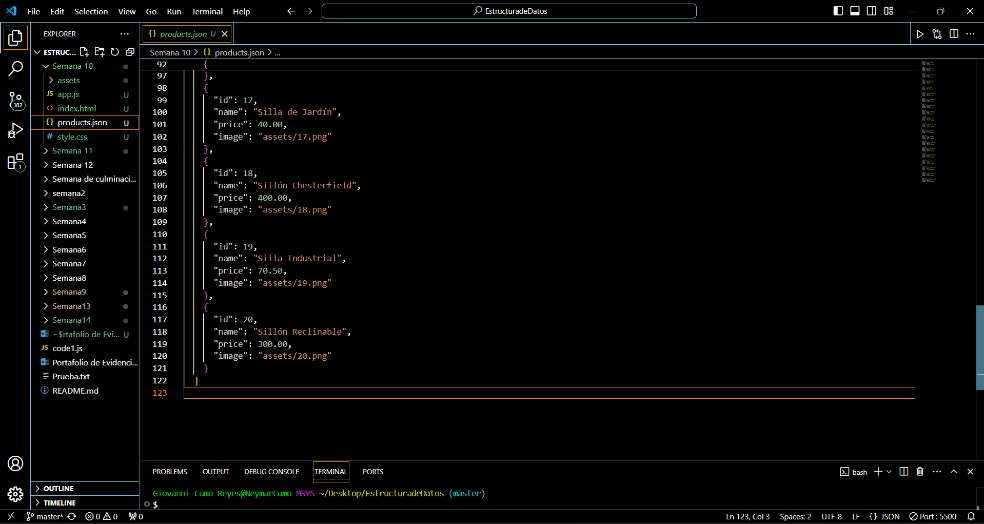 File Edit Selection View Go Run Terminal Help
EstructuradeDatos
EXPLORER
ESTRUC...
Semana 10
assets
JS app.js U
<> index.html U
{} products.json U
# style.css U
Semana 11
Semana 12
Semana de culminaci...
semana2
Semana3
Semana4
Semana5
Semana6
Semana7
Semana8
Semana9
Semana13
Semana14
~$rtafolio de Evi... U
JS code1.js
Portafolio de Evidenci...
Prueba.txt
README.md
OUTLINE
TIMELINE
107
1
{} products.json U
Semana 10 > {} products.json > ...
92 {
97 },
98 {
99 "id": 17,
100 "name": "Silla de Jardín",
101 "price": 40.00,
102 "image": "assets/17.png"
103 },
104 {
105 "id": 18,
106 "name": "Sillón Chesterfield",
107 "price": 400.00,
108 "image": "assets/18.png"
109 },
110 {
111 "id": 19,
112 "name": "Silla Industrial",
113 "price": 70.50,
114 "image": "assets/19.png"
115 },
116 {
117 "id": 20,
118 "name": "Sillón Reclinable",
119 "price": 300.00,
120 "image": "assets/20.png"
121 }
122 ]
123
PROBLEMS OUTPUT DEBUG CONSOLE TERMINAL PORTS
bash
Giovanni Cumo Reyes@NeymarCumo MSYS ~/Desktop/EstructuradeDatos (master)
$
master* 0 0 0
Ln 123, Col 3 Spaces: 2 UTF-8 LF {} JSON Port : 5500